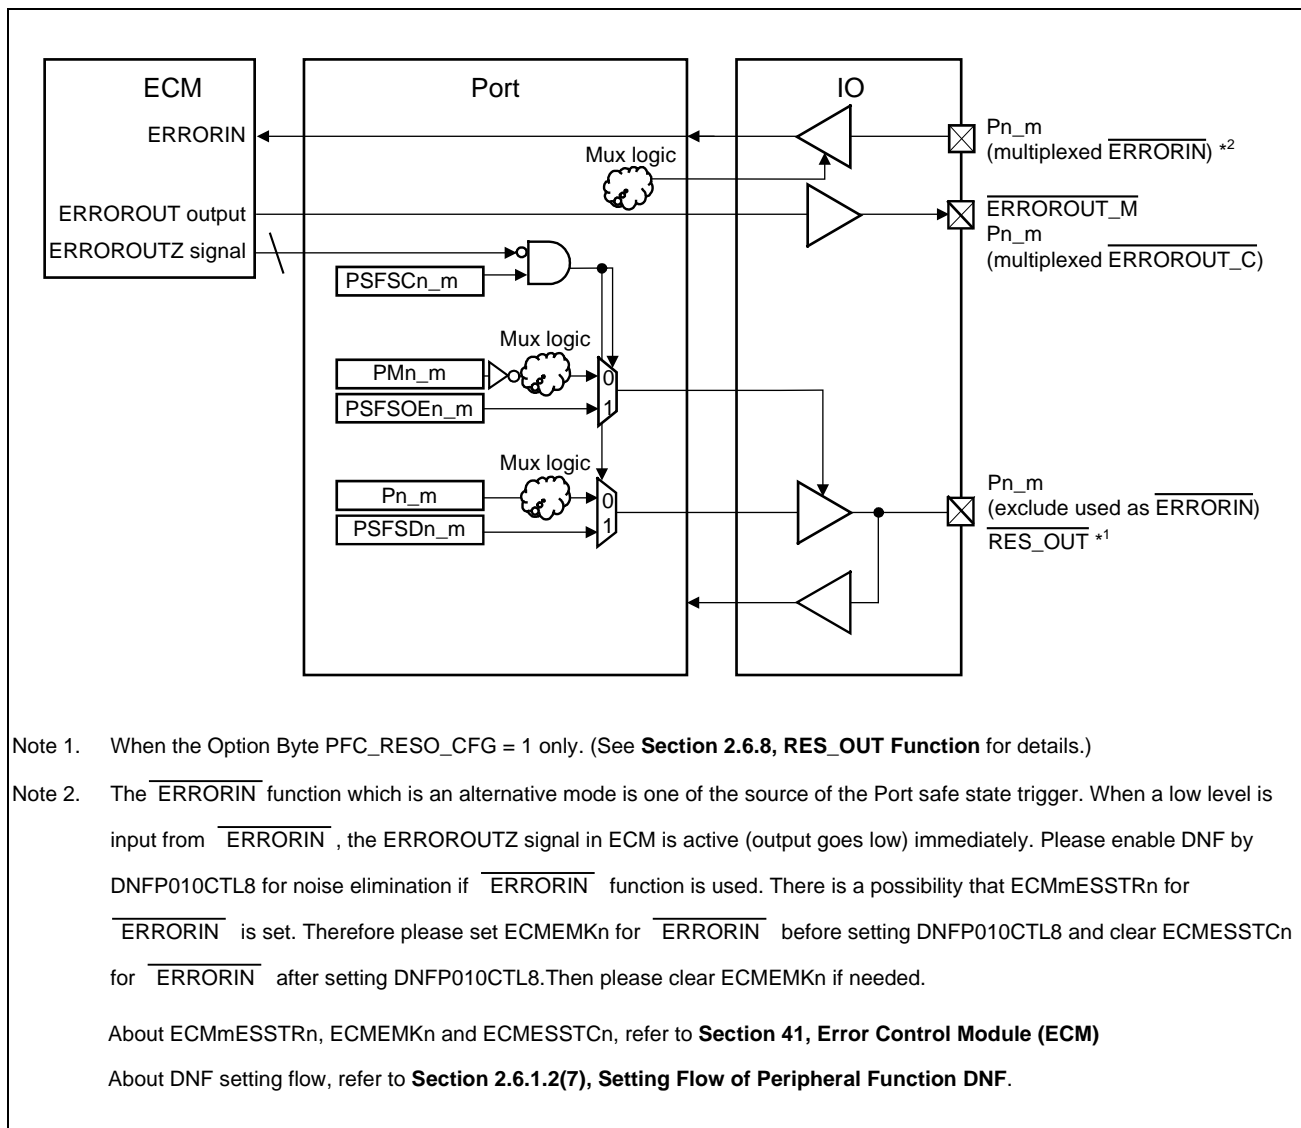 ECM
Port
IO
ERRORIN
Mux logic
Pn_m
(multiplexed ERRORIN) *2
ERROROUT output
ERROROUT_M
Pn_m
(multiplexed ERROROUT_C)
ERROROUTZ signal
PSFSCn_m
Mux logic
PMn_m
0
PSFSOEn_m
1
Mux logic
Pn_m
0
PSFSDn_m
1
Pn_m
(exclude used as ERRORIN)
RES_OUT *1
Note 1. When the Option Byte PFC_RESO_CFG = 1 only. (See Section 2.6.8, RES_OUT Function for details.)
Note 2. The ERRORIN function which is an alternative mode is one of the source of the Port safe state trigger. When a low level is
input from ERRORIN , the ERROROUTZ signal in ECM is active (output goes low) immediately. Please enable DNF by
DNFP010CTL8 for noise elimination if ERRORIN function is used. There is a possibility that ECMmESSTRn for
ERRORIN is set. Therefore please set ECMEMKn for ERRORIN before setting DNFP010CTL8 and clear ECMESSTCn
for ERRORIN after setting DNFP010CTL8.Then please clear ECMEMKn if needed.
About ECMmESSTRn, ECMEMKn and ECMESSTCn, refer to Section 41, Error Control Module (ECM)
About DNF setting flow, refer to Section 2.6.1.2(7), Setting Flow of Peripheral Function DNF.